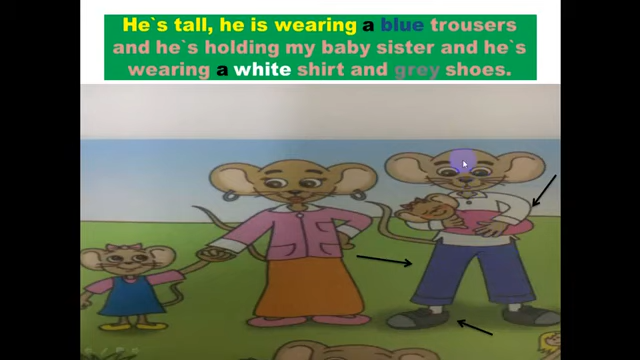 He`s tall, he is wearing a blue trousers
and he`s holding my baby sister and he`s
wearing a white shirt and grey shoes.